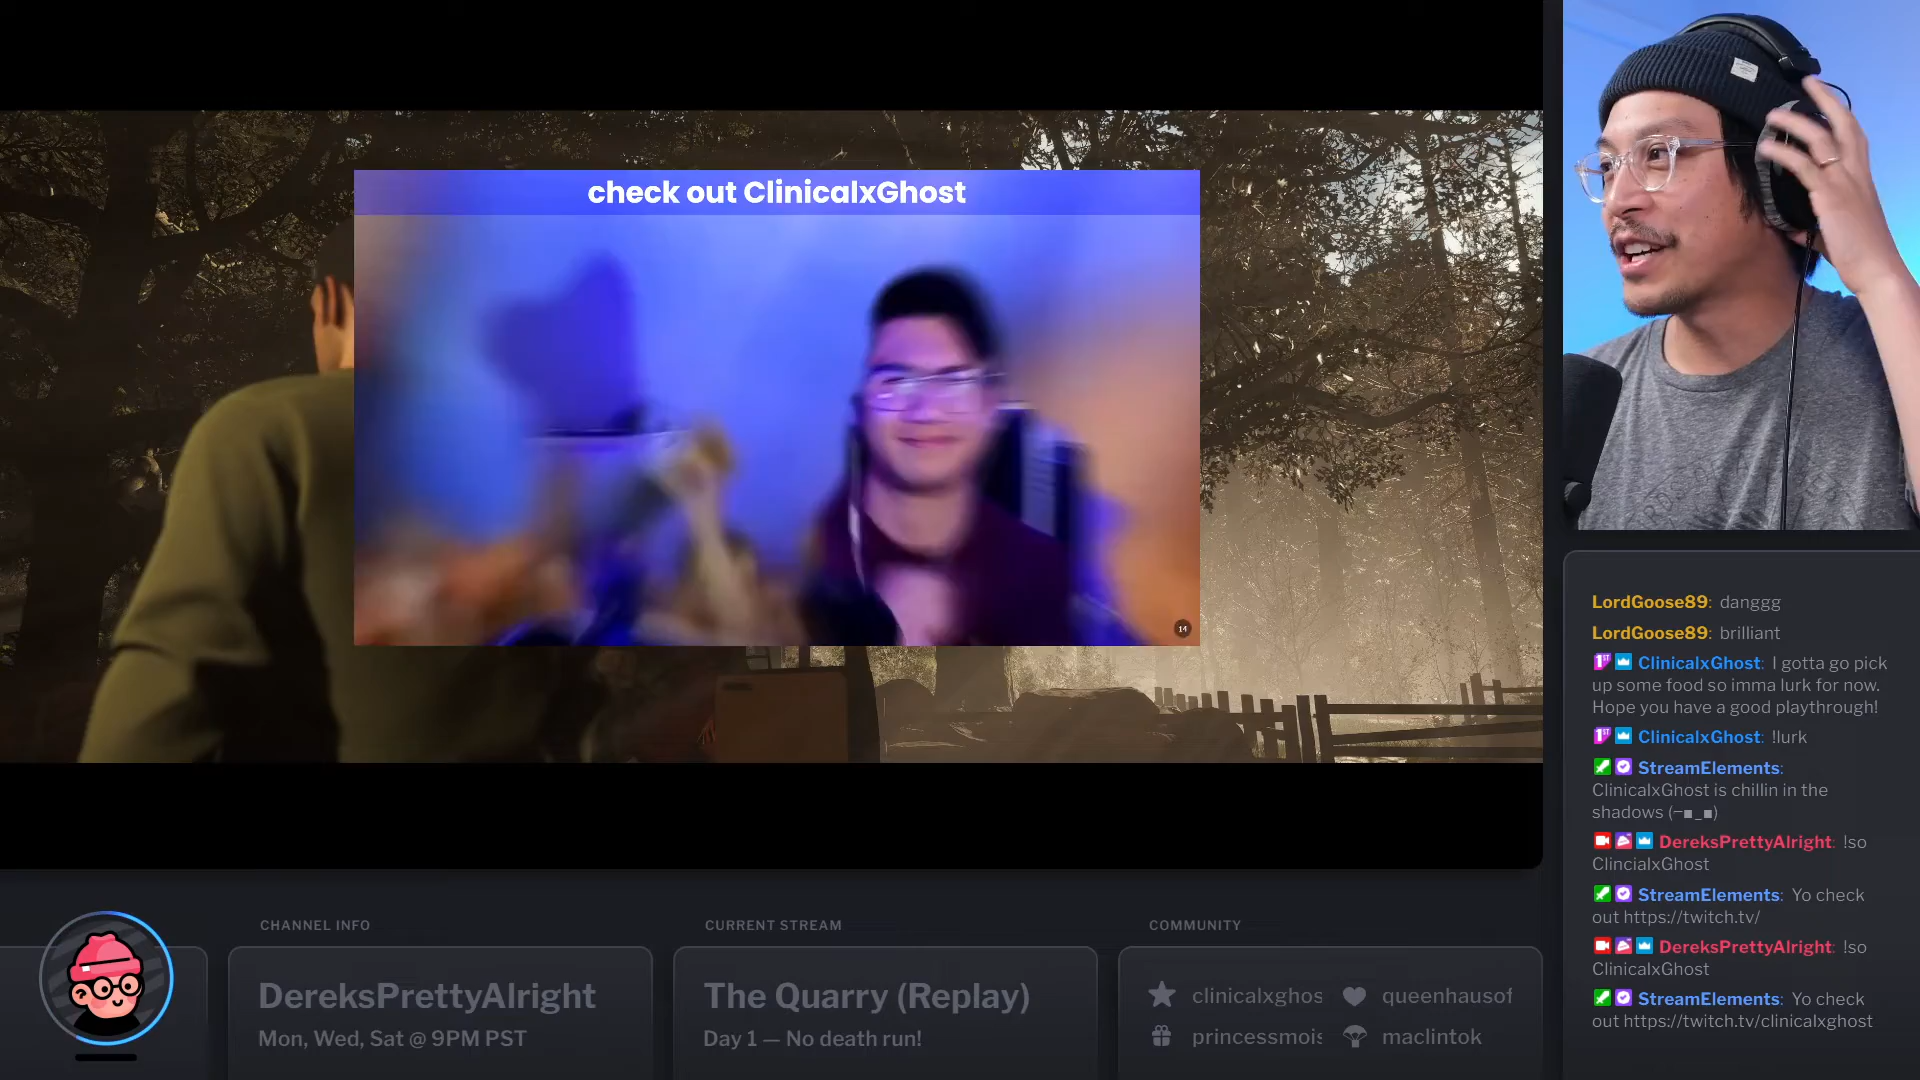 check out ClinicalxGhost
14
LordGoose89: danggg
LordGoose89: brilliant
ClinicalxGhost: I gotta go pick
up some food so imma lurk for now.
Hope you have a good playthrough!
ClinicalxGhost: !lurk
StreamElements:
ClinicalxGhost is chillin in the
shadows (⌐■_■)
DereksPrettyAlright: !so
ClincialxGhost
StreamElements: Yo check
out https://twitch.tv/
DereksPrettyAlright: !so
ClinicalxGhost
StreamElements: Yo check
out https://twitch.tv/clinicalxghost
CHANNEL INFO
DereksPrettyAlright
Mon, Wed, Sat @ 9PM PST
CURRENT STREAM
The Quarry (Replay)
Day 1 — No death run!
COMMUNITY
clinicalxghos
queenhausof
princessmois
maclintok